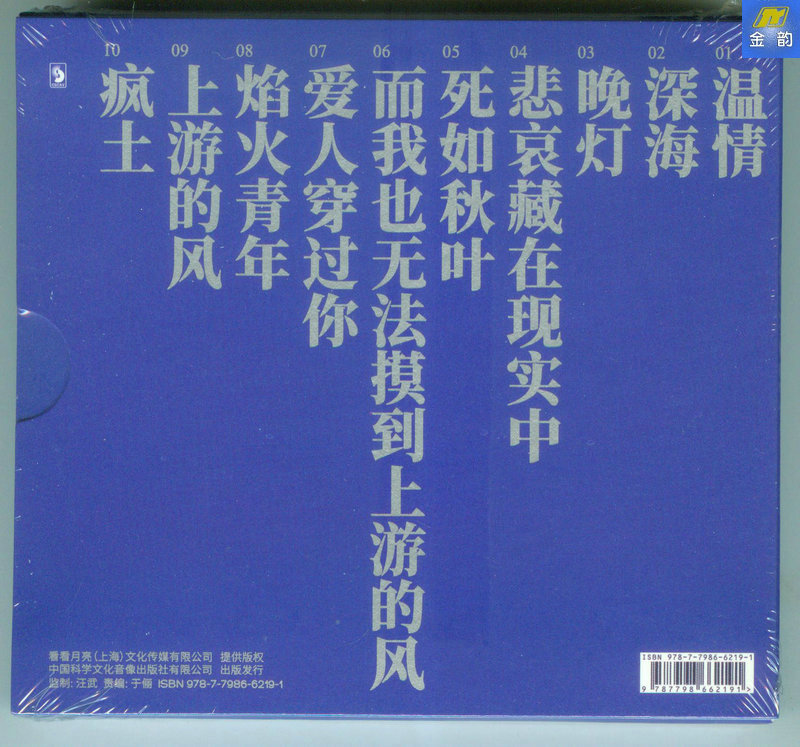 金韵
01
温情
02
深海
03
晚灯
04
悲哀藏在现实中
05
死如秋叶
06
而我也无法摸到上游的风
07
爱人穿过你
08
焰火青年
09
上游的风
10
疯土
看看月亮(上海)文化传媒有限公司 提供版权
中国科学文化音像出版社有限公司 出版发行
监制: 汪武 责编: 于俪 ISBN 978-7-7986-6219-1
ISBN 978-7-7986-6219-1
9 787798 662191>